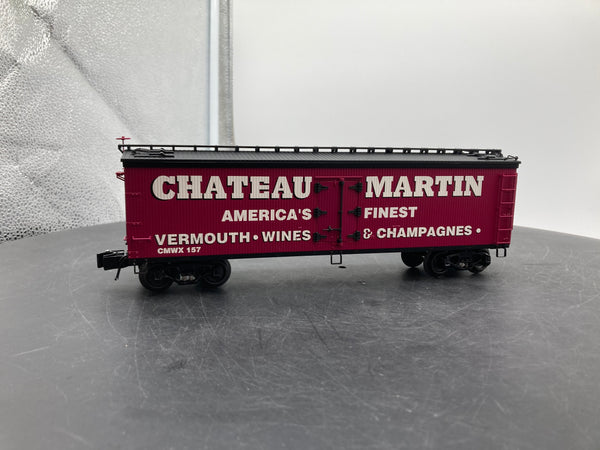 CHATEAU MARTIN
AMERICA'S FINEST
VERMOUTH • WINES & CHAMPAGNES •
CMWX 157